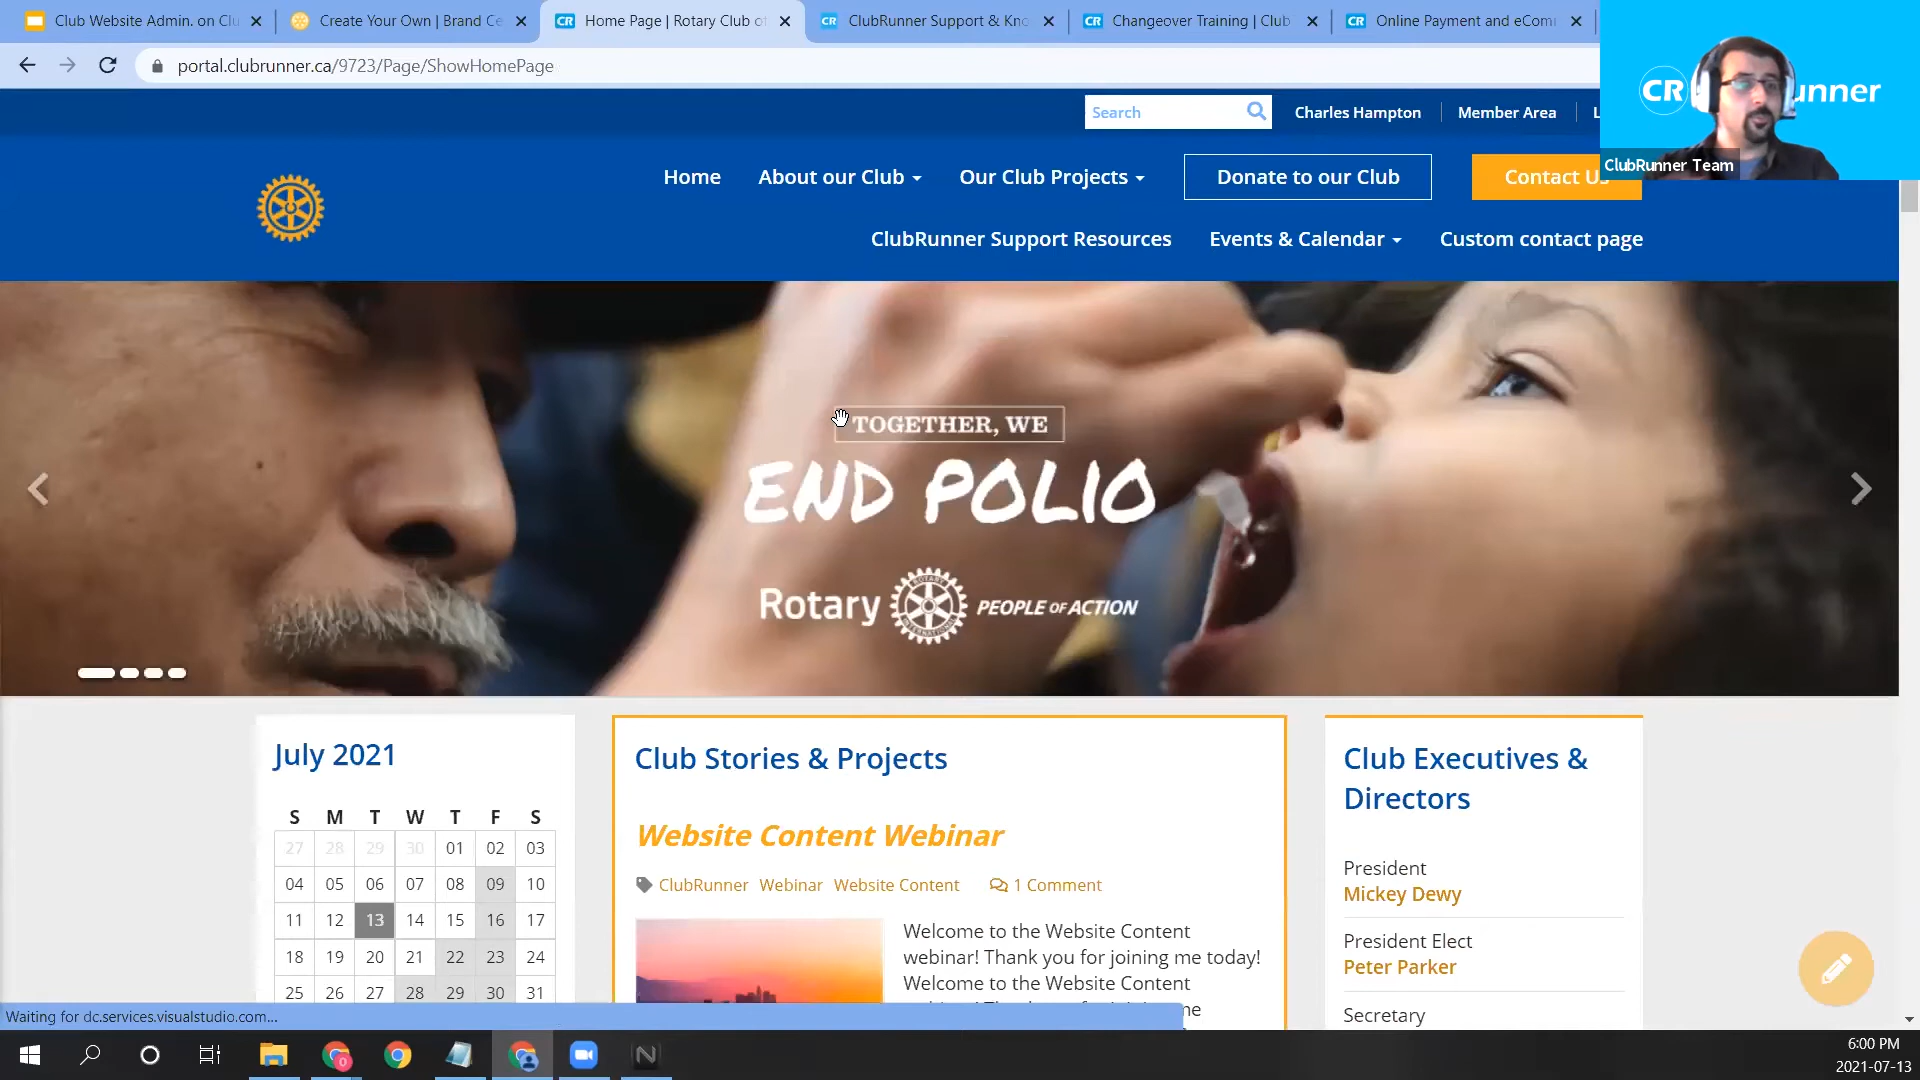 Club Website Admin. on Clu
Create Your Own | Brand Ce
CR Home Page | Rotary Club o
CR ClubRunner Support & Kno
CR Changeover Training | Club
CR Online Payment and eCom
portal.clubrunner.ca/9723/Page/ShowHomePage
CR unner
ClubRunner Team
Search
Charles Hampton
Member Area
L
Home
About our Club
Our Club Projects
Donate to our Club
Contact Us
ClubRunner Support Resources
Events & Calendar
Custom contact page
TOGETHER, WE
END POLIO
Rotary
PEOPLE OF ACTION
July 2021
S M T W T F S
27 28 29 30 01 02 03
04 05 06 07 08 09 10
11 12 13 14 15 16 17
18 19 20 21 22 23 24
25 26 27 28 29 30 31
Club Stories & Projects
Website Content Webinar
ClubRunner Webinar Website Content 1 Comment
Welcome to the Website Content
webinar! Thank you for joining me today!
Welcome to the Website Content
Club Executives &
Directors
President
Mickey Dewy
President Elect
Peter Parker
Secretary
Waiting for dc.services.visualstudio.com...
6:00 PM
2021-07-13